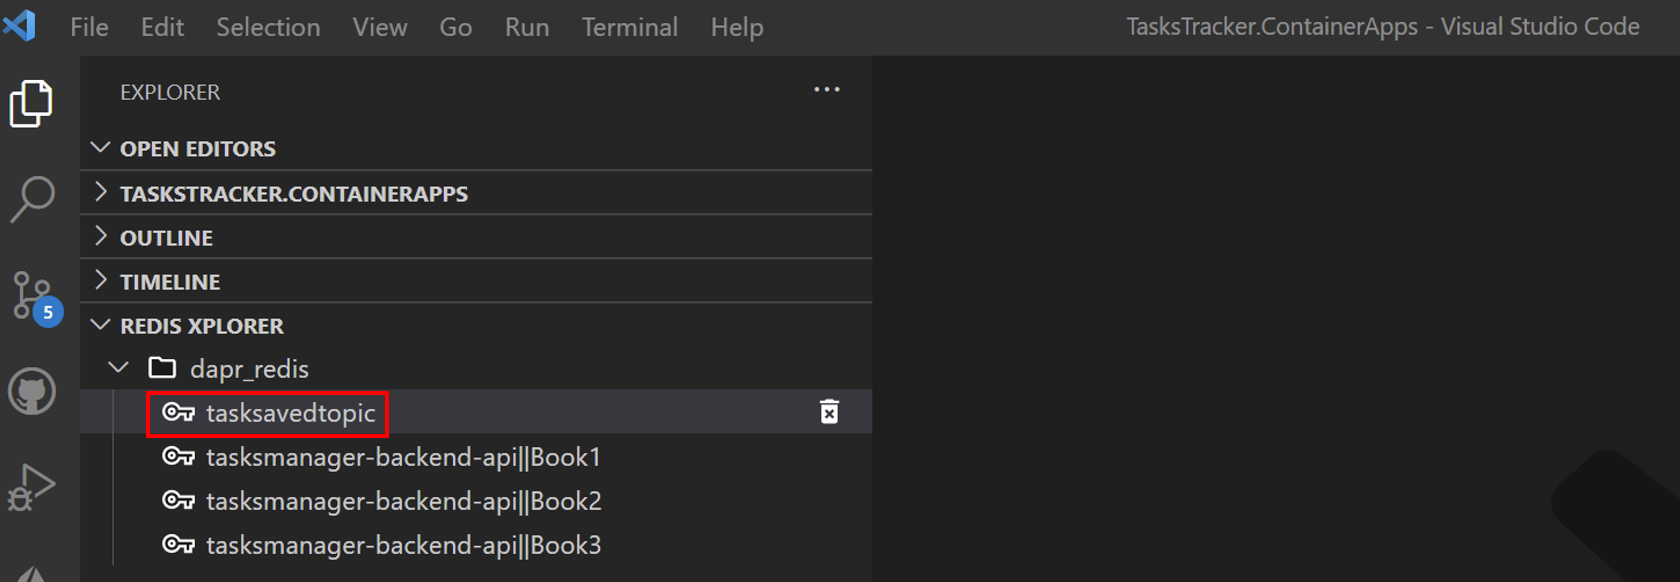 File Edit Selection View Go Run Terminal Help TasksTracker.ContainerApps - Visual Studio Code
EXPLORER
OPEN EDITORS
TASKSTRACKER.CONTAINERAPPS
OUTLINE
TIMELINE
5
REDIS XPLORER
dapr_redis
tasksavedtopic
tasksmanager-backend-api||Book1
tasksmanager-backend-api||Book2
tasksmanager-backend-api||Book3